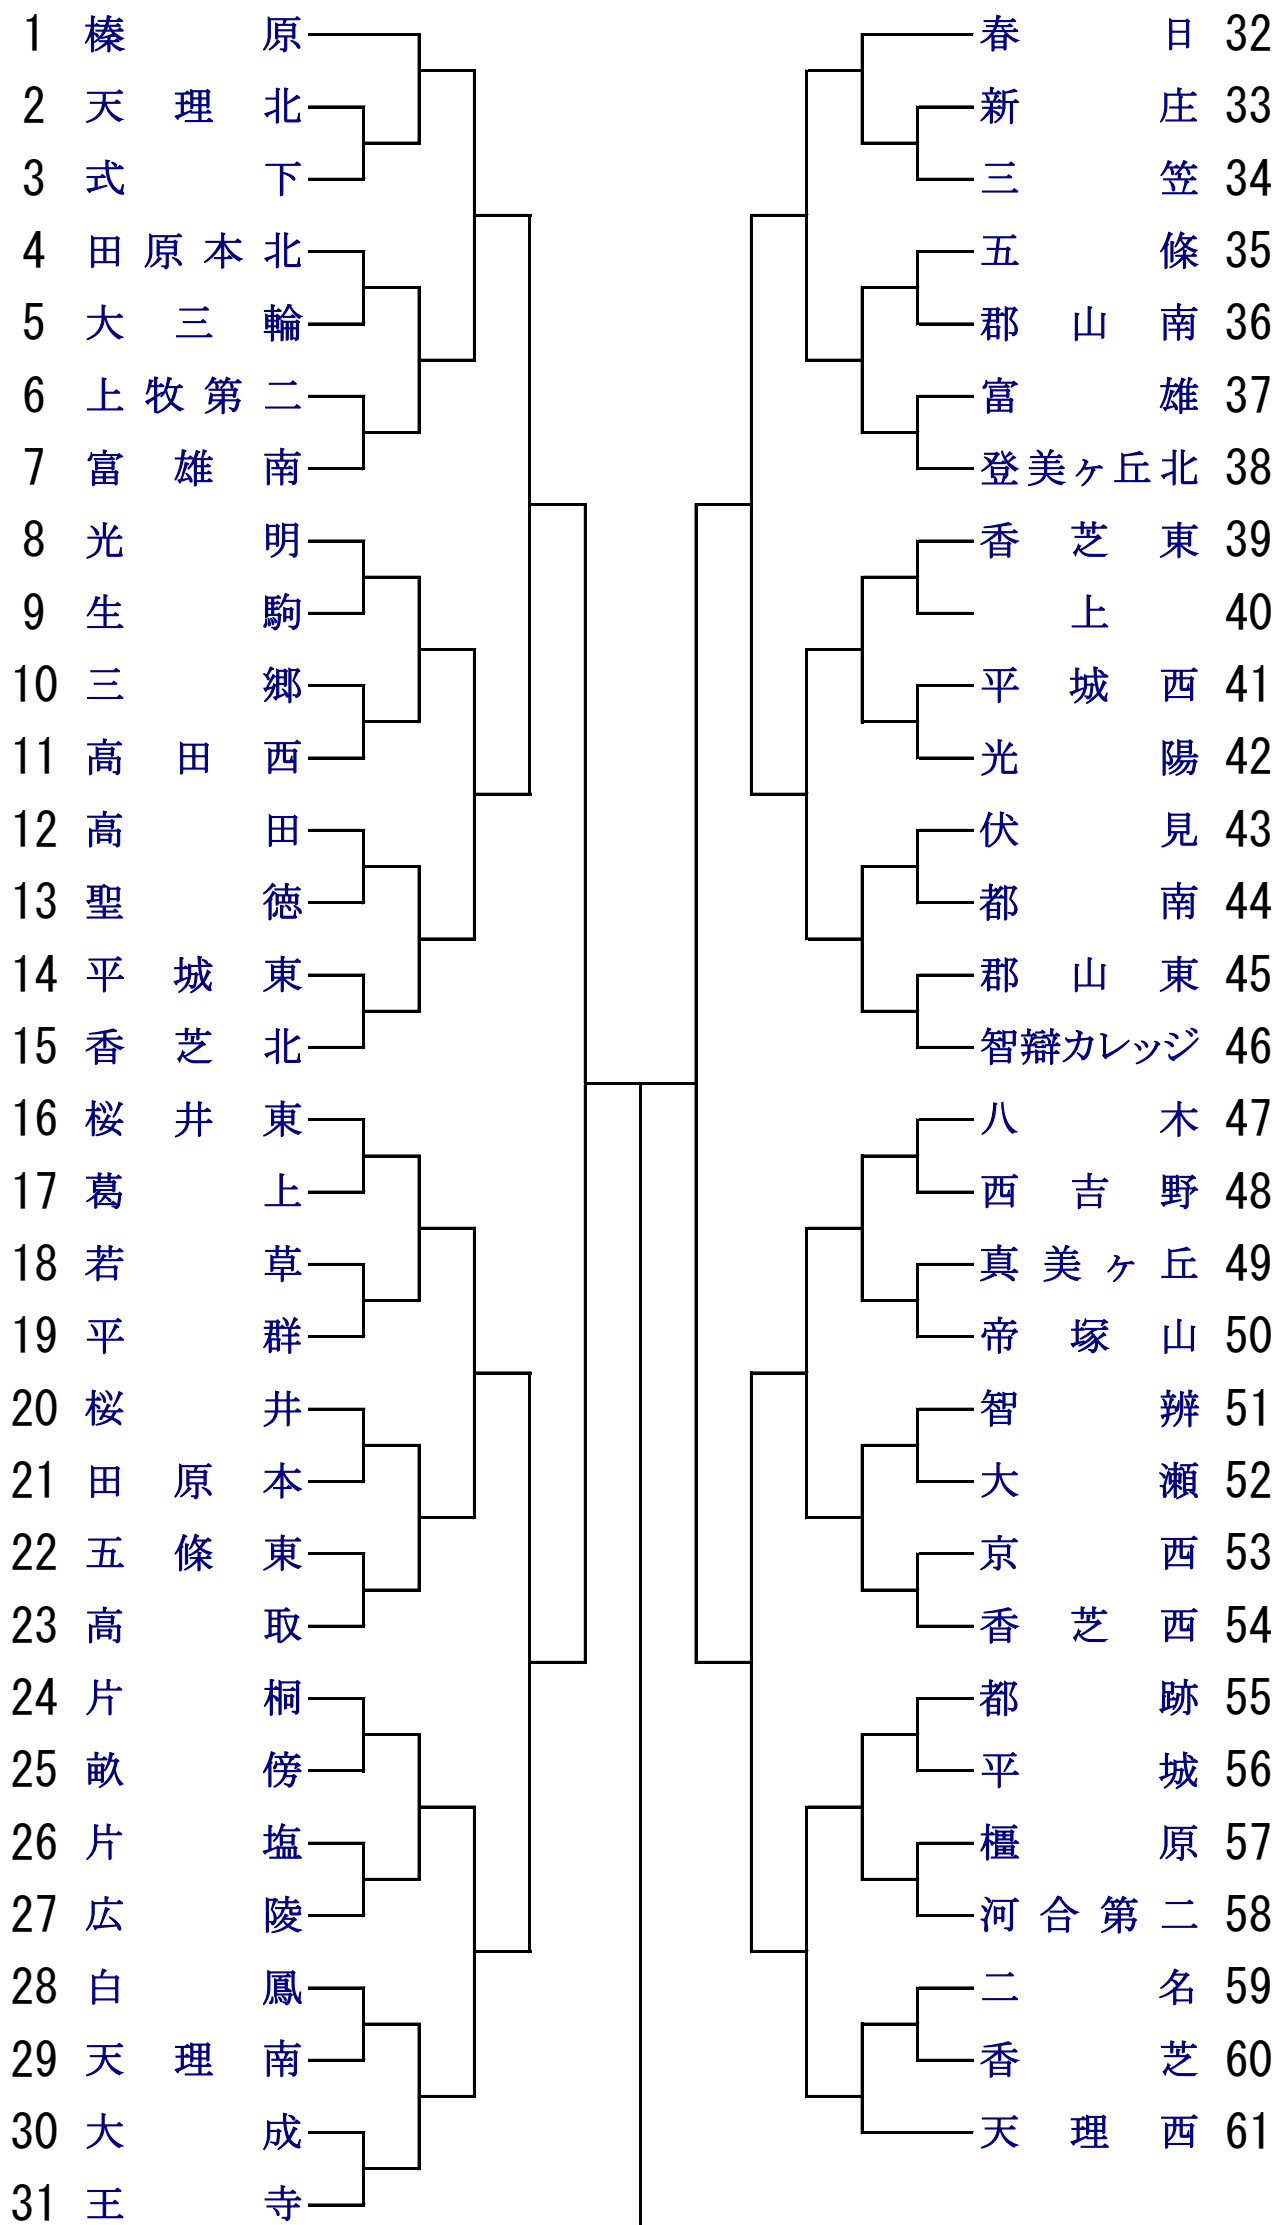 1 榛原
2 天理北
3 式下
4 田原本北
5 大三輪
6 上牧第二
7 富雄南
8 光明
9 生駒
10 三郷
11 高田西
12 高田
13 聖徳
14 平城東
15 香芝北
16 桜井東
17 葛上
18 若草
19 平群
20 桜井
21 田原本
22 五條東
23 高取
24 片桐
25 畝傍
26 片塩
27 広陵
28 白鳳
29 天理南
30 大成
31 王寺
春日 32
新庄 33
三笠 34
五條 35
郡山南 36
富雄 37
登美ヶ丘北 38
香芝東 39
上 40
平城西 41
光陽 42
伏見 43
都南 44
郡山東 45
智辯カレッジ 46
八木 47
西吉野 48
真美ヶ丘 49
帝塚山 50
智辨 51
大瀬 52
京西 53
香芝西 54
都跡 55
平城 56
橿原 57
河合第二 58
二名 59
香芝 60
天理西 61